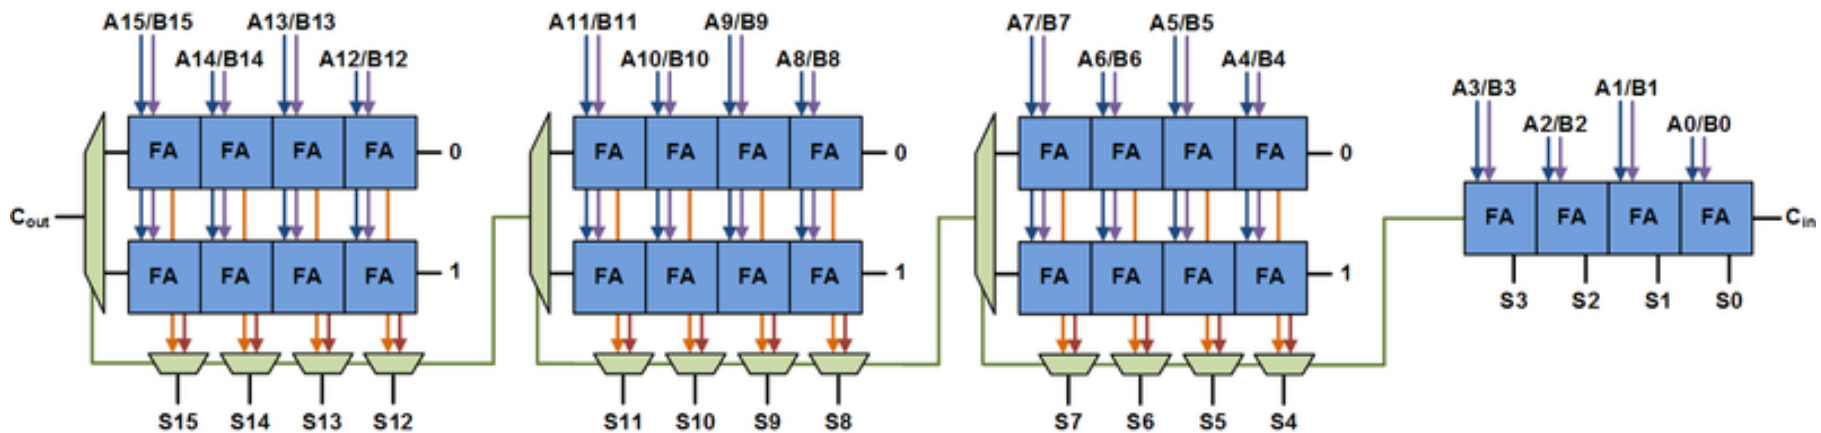 A15/B15 A13/B13 A11/B11 A9/B9 A7/B7 A5/B5
A14/B14 A12/B12 A10/B10 A8/B8 A6/B6 A4/B4
A3/B3 A1/B1
A2/B2 A0/B0
FA FA FA FA 0 FA FA FA FA 0 FA FA FA FA 0
Cout FA FA FA FA Cin
FA FA FA FA 1 FA FA FA FA 1 FA FA FA FA 1
S3 S2 S1 S0
S15 S14 S13 S12 S11 S10 S9 S8 S7 S6 S5 S4